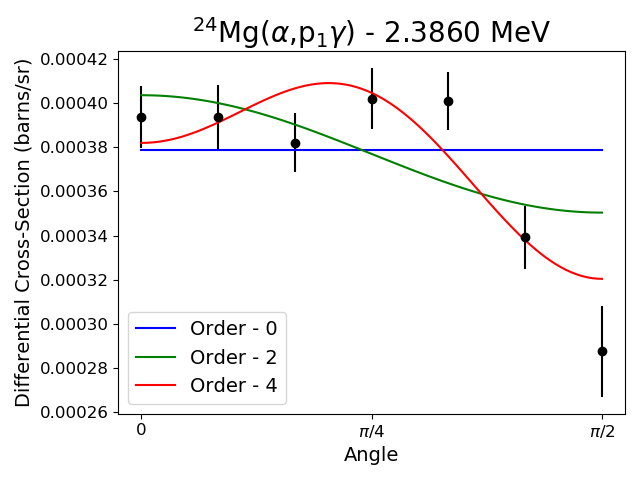 ²⁴Mg(α,p₁γ) - 2.3860 MeV
Differential Cross-Section (barns/sr)
0.00042
0.00040
0.00038
0.00036
0.00034
0.00032
0.00030
0.00028
0.00026
Order - 0
Order - 2
Order - 4
0
π/4
π/2
Angle